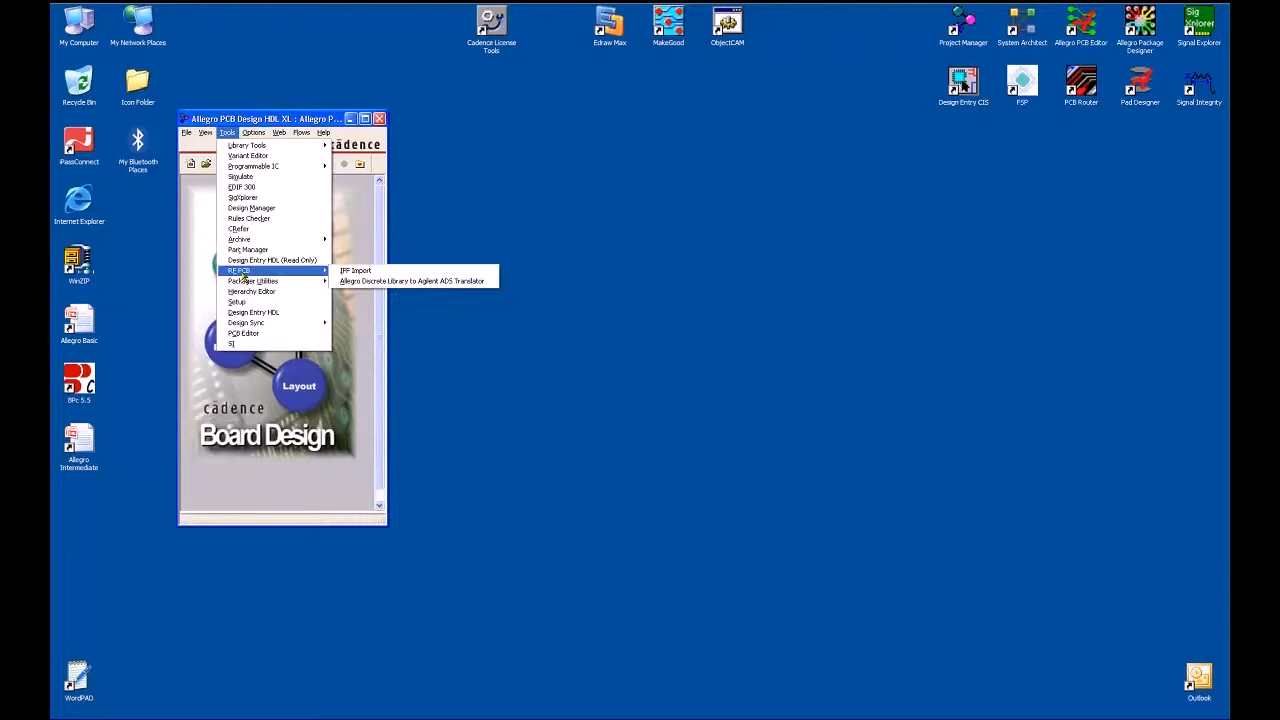 My Computer
My Network Places
Cadence License
Tools
Edraw Max
MakeGood
ObjectCAM
Project Manager
System Architect
Allegro PCB Editor
Allegro Package
Designer
Sig
Xplorer
Signal Explorer
Recycle Bin
Icon Folder
Design Entry CIS
FSP
PCB Router
Pad Designer
Signal Integrity
iPassConnect
My Bluetooth
Places
Internet Explorer
WinZIP
Allegro Basic
BPc 5.5
Allegro
Intermediate
WordPAD
Outlook
Allegro PCB Design HDL XL : Allegro P...
File View Tools Options Web Flows Help
cādence
Library Tools
Variant Editor
Programmable IC
Simulate
EDIF 300
SigXplorer
Design Manager
Rules Checker
CRefer
Archive
Part Manager
Design Entry HDL (Read Only)
RF PCB
Packager Utilities
Hierarchy Editor
Setup
Design Entry HDL
Design Sync
PCB Editor
SI
IFF Import
Allegro Discrete Library to Agilent ADS Translator
Layout
cādence
Board Design